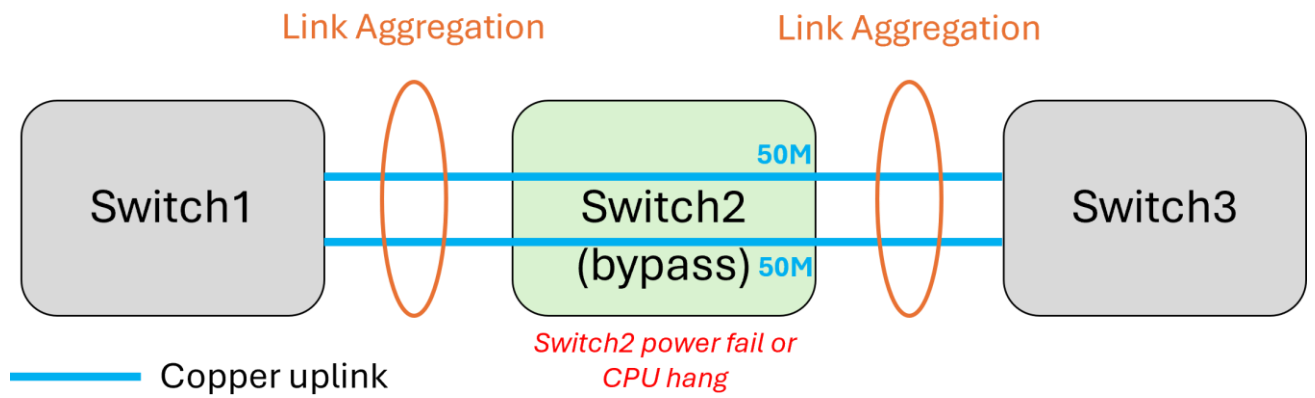 Link Aggregation
Link Aggregation
50M
Switch1
Switch2
Switch3
(bypass)
50M
Switch2 power fail or
CPU hang
Copper uplink